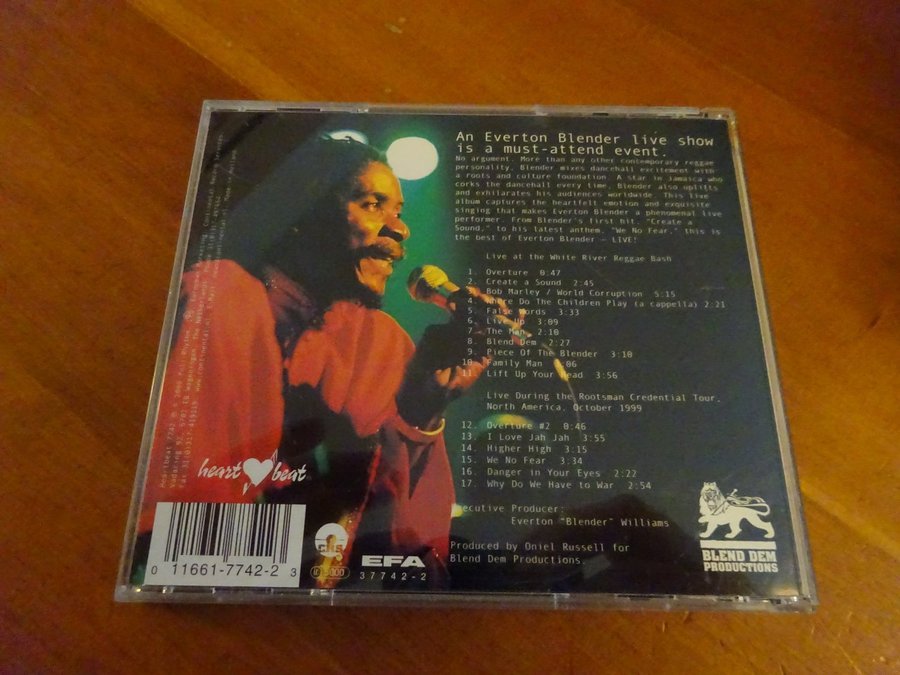 An Everton Blender live show
is a must-attend event.
No argument. More than any other contemporary reggae
personality, Blender mixes dancehall excitement with
a roots and culture foundation. A star in Jamaica who
corks the dancehall every time, Blender also uplifts
and exhilarates his audiences worldwide. This live
album captures the heartfelt emotion and exquisite
singing that makes Everton Blender a phenomenal live
performer. From Blender's first hit, "Create a
Sound," to his latest anthem, "We No Fear," this is
the best of Everton Blender – LIVE!
Live at the White River Reggae Bash
1. Overture 0:47
2. Create a Sound 2:45
3. Bob Marley / World Corruption 5:15
4. Where Do The Children Play (a cappella) 2:21
5. False Words 3:33
6. Live Up 3:09
7. The Man 2:10
8. Blend Dem 2:27
9. Piece Of The Blender 3:10
10. Family Man :06
11. Lift Up Your Head 3:56
Live During the Rootsman Credential Tour,
North America, October 1999
12. Overture #2 0:46
13. I Love Jah Jah 3:55
14. Higher High 3:15
15. We No Fear 3:34
16. Danger in Your Eyes 2:22
17. Why Do We Have to War 2:54
ecutive Producer:
Everton "Blender" Williams
Produced by Oniel Russell for
Blend Dem Productions.
heart beat
0 11661-7742-2 3
EFA
37742-2
BLEND DEM
PRODUCTIONS